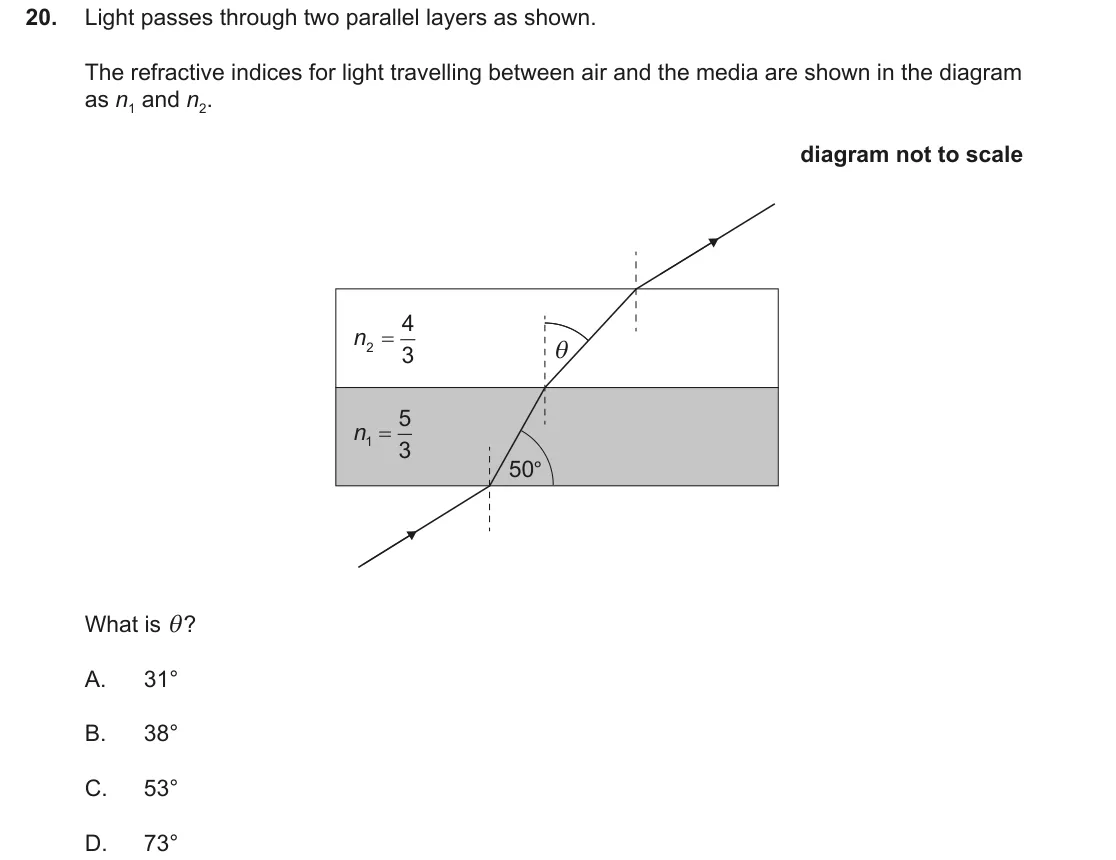 20. Light passes through two parallel layers as shown.
The refractive indices for light travelling between air and the media are shown in the diagram
as n₁ and n₂.
diagram not to scale
n₂ = 4/3
θ
n₁ = 5/3
50°
What is θ?
A. 31°
B. 38°
C. 53°
D. 73°